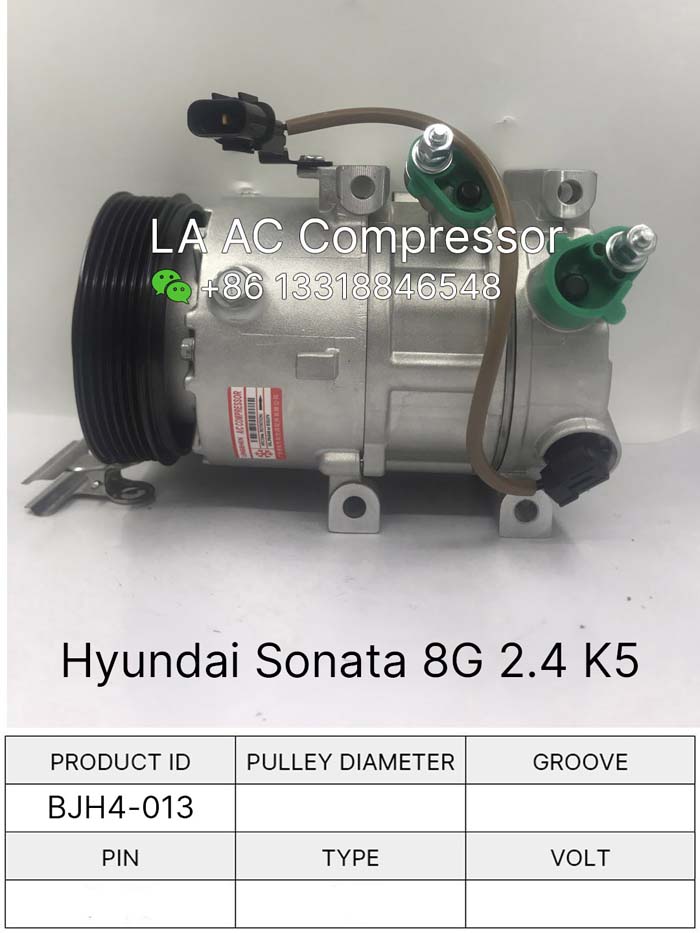 LA AC Compressor
+86 13318846548
AC COMPRESSOR
Hyundai Sonata 8G 2.4 K5
PRODUCT ID PULLEY DIAMETER GROOVE
BJH4-013
PIN TYPE VOLT